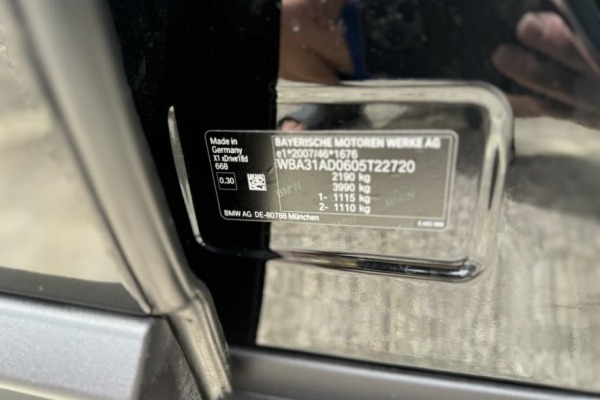 Made in
Germany
X1 xDrive18d
668
0.30
BAYERISCHE MOTOREN WERKE AG
e1*2007/46*1676
WBA31AD0605T22720
2190 kg
3990 kg
1- 1115 kg
2- 1110 kg
BMW AG DE-80788 München
BMW